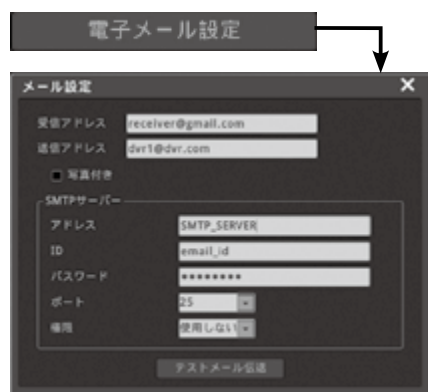 電子メール設定
メール設定
受信アドレス receiver@gmail.com
送信アドレス dvr1@dvr.com
写真付き
SMTPサーバー
アドレス SMTP_SERVER
ID email_id
パスワード ********
ポート 25
権限 使用しない
テストメール伝送